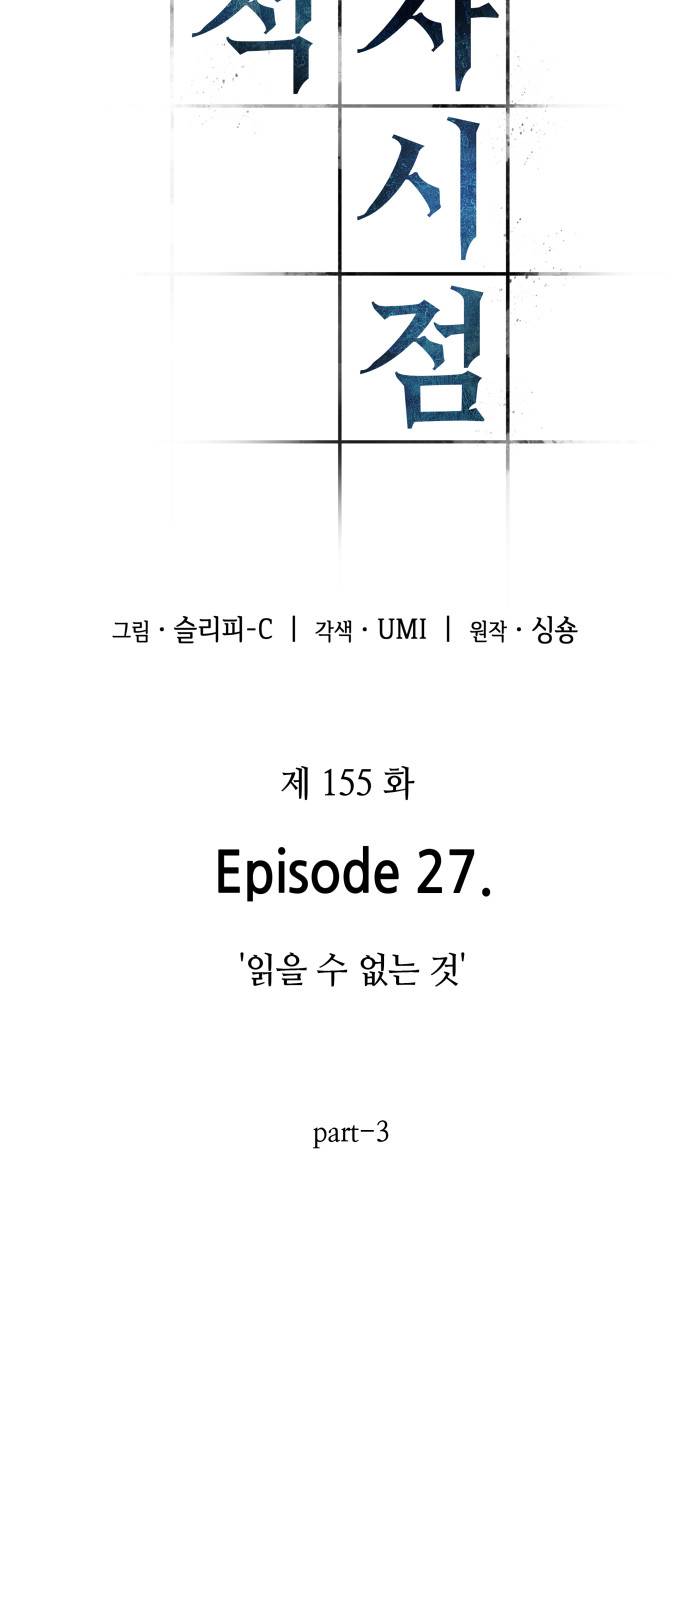 적 자
시
점
그림 · 슬리피-C | 각색 · UMI | 원작 · 싱숑
제 155 화
Episode 27.
'읽을 수 없는 것'
part-3